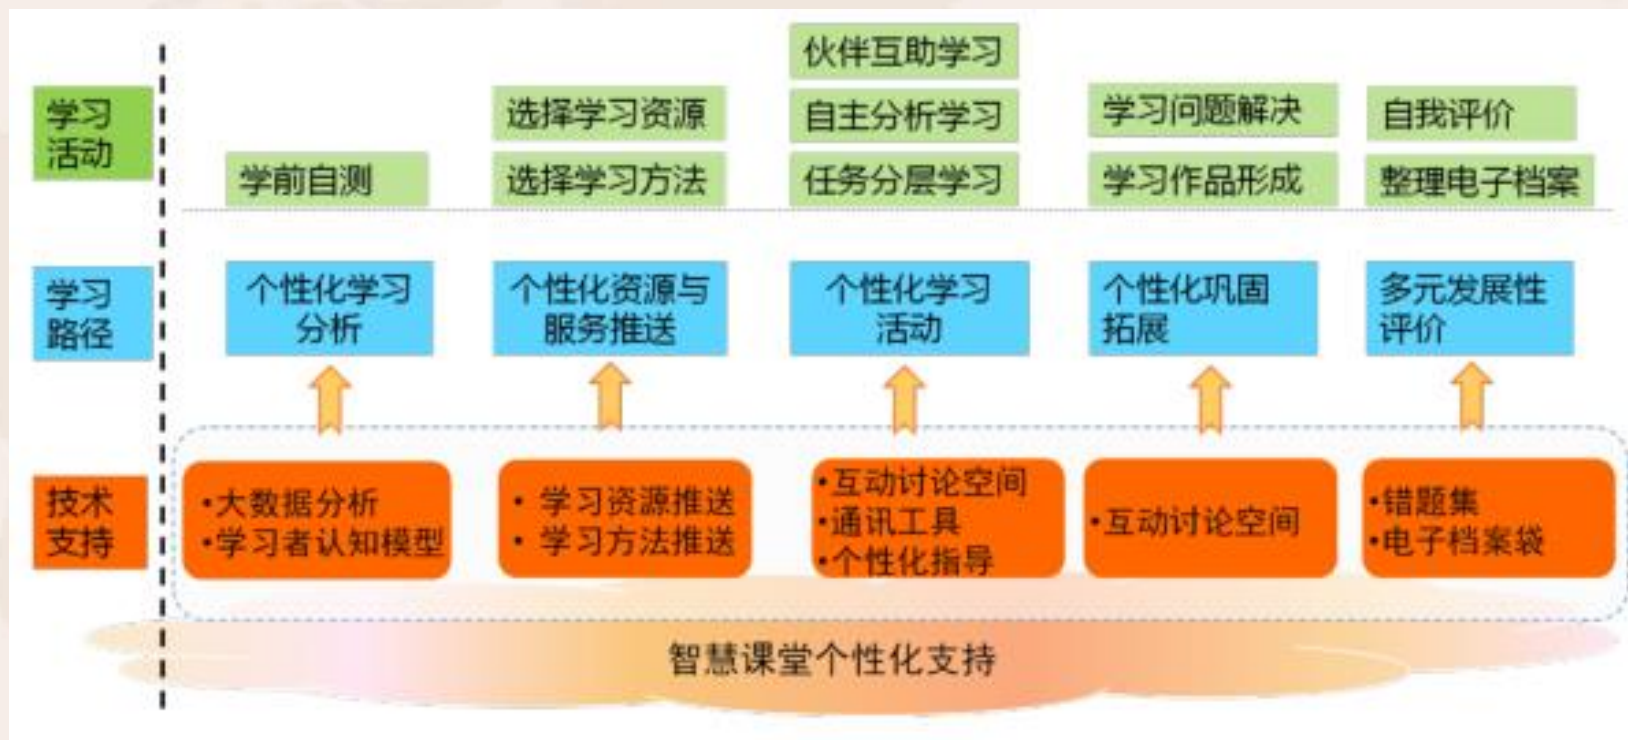 伙伴互助学习
学习
活动
选择学习资源
自主分析学习
学习问题解决
自我评价
学前自测
选择学习方法
任务分层学习
学习作品形成
整理电子档案
学习
路径
个性化学习
分析
个性化资源与
服务推送
个性化学习
活动
个性化巩固
拓展
多元发展性
评价
技术
支持
•大数据分析
•学习者认知模型
• 学习资源推送
• 学习方法推送
•互动讨论空间
•通讯工具
•个性化指导
•互动讨论空间
•错题集
•电子档案袋
智慧课堂个性化支持